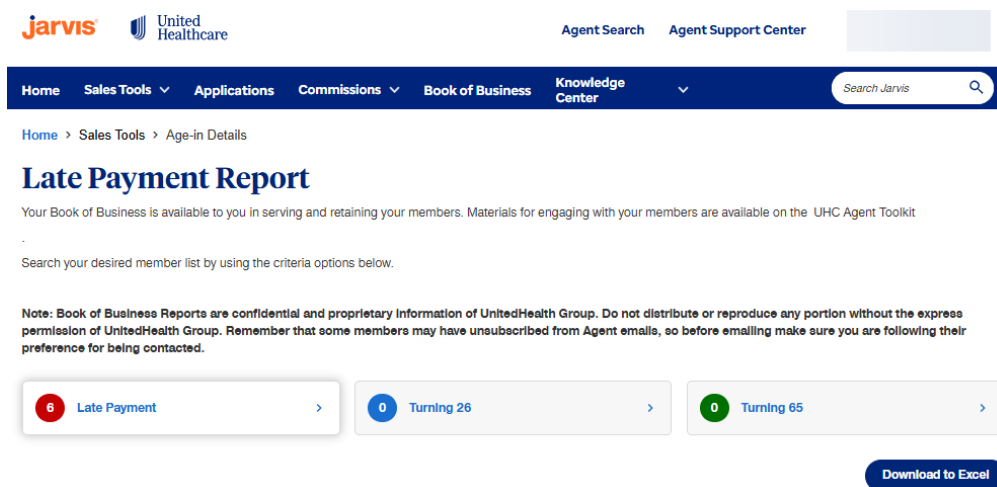 jarvis
United
Healthcare
Agent Search
Agent Support Center
Home
Sales Tools
Applications
Commissions
Book of Business
Knowledge
Center
Search Jarvis
Home > Sales Tools > Age-in Details
Late Payment Report
Your Book of Business is available to you in serving and retaining your members. Materials for engaging with your members are available on the UHC Agent Toolkit
.
Search your desired member list by using the criteria options below.
Note: Book of Business Reports are confidential and proprietary information of UnitedHealth Group. Do not distribute or reproduce any portion without the express
permission of UnitedHealth Group. Remember that some members may have unsubscribed from Agent emails, so before emailing make sure you are following their
preference for being contacted.
6 Late Payment >
0 Turning 26 >
0 Turning 65 >
Download to Excel